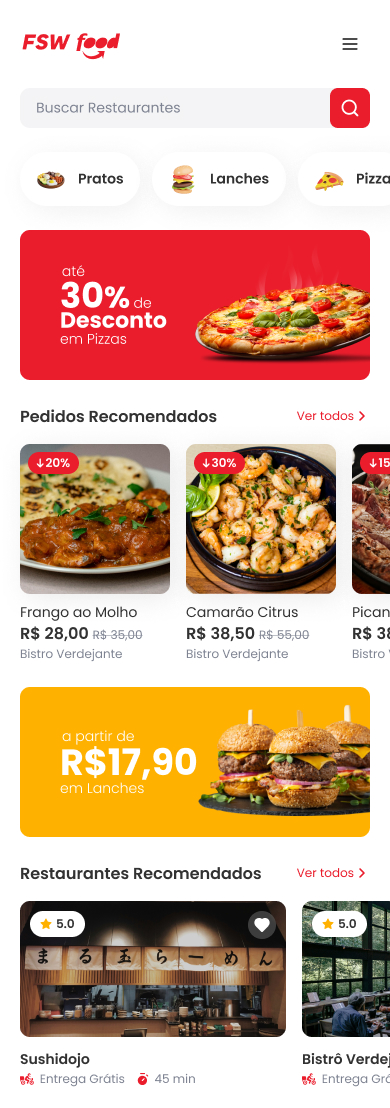 FSW food
Buscar Restaurantes
Pratos
Lanches
Pizza
até
30% de
Desconto
em Pizzas
Pedidos Recomendados
Ver todos
20%
30%
15
Frango ao Molho
R$ 28,00 R$ 35,00
Bistro Verdejante
Camarão Citrus
R$ 38,50 R$ 55,00
Bistro Verdejante
Pican
R$ 38
Bistro
a partir de
R$17,90
em Lanches
Restaurantes Recomendados
Ver todos
5.0
まる玉らーめん
Sushidojo
Entrega Grátis 45 min
5.0
Bistrô Verdej
Entrega Grá